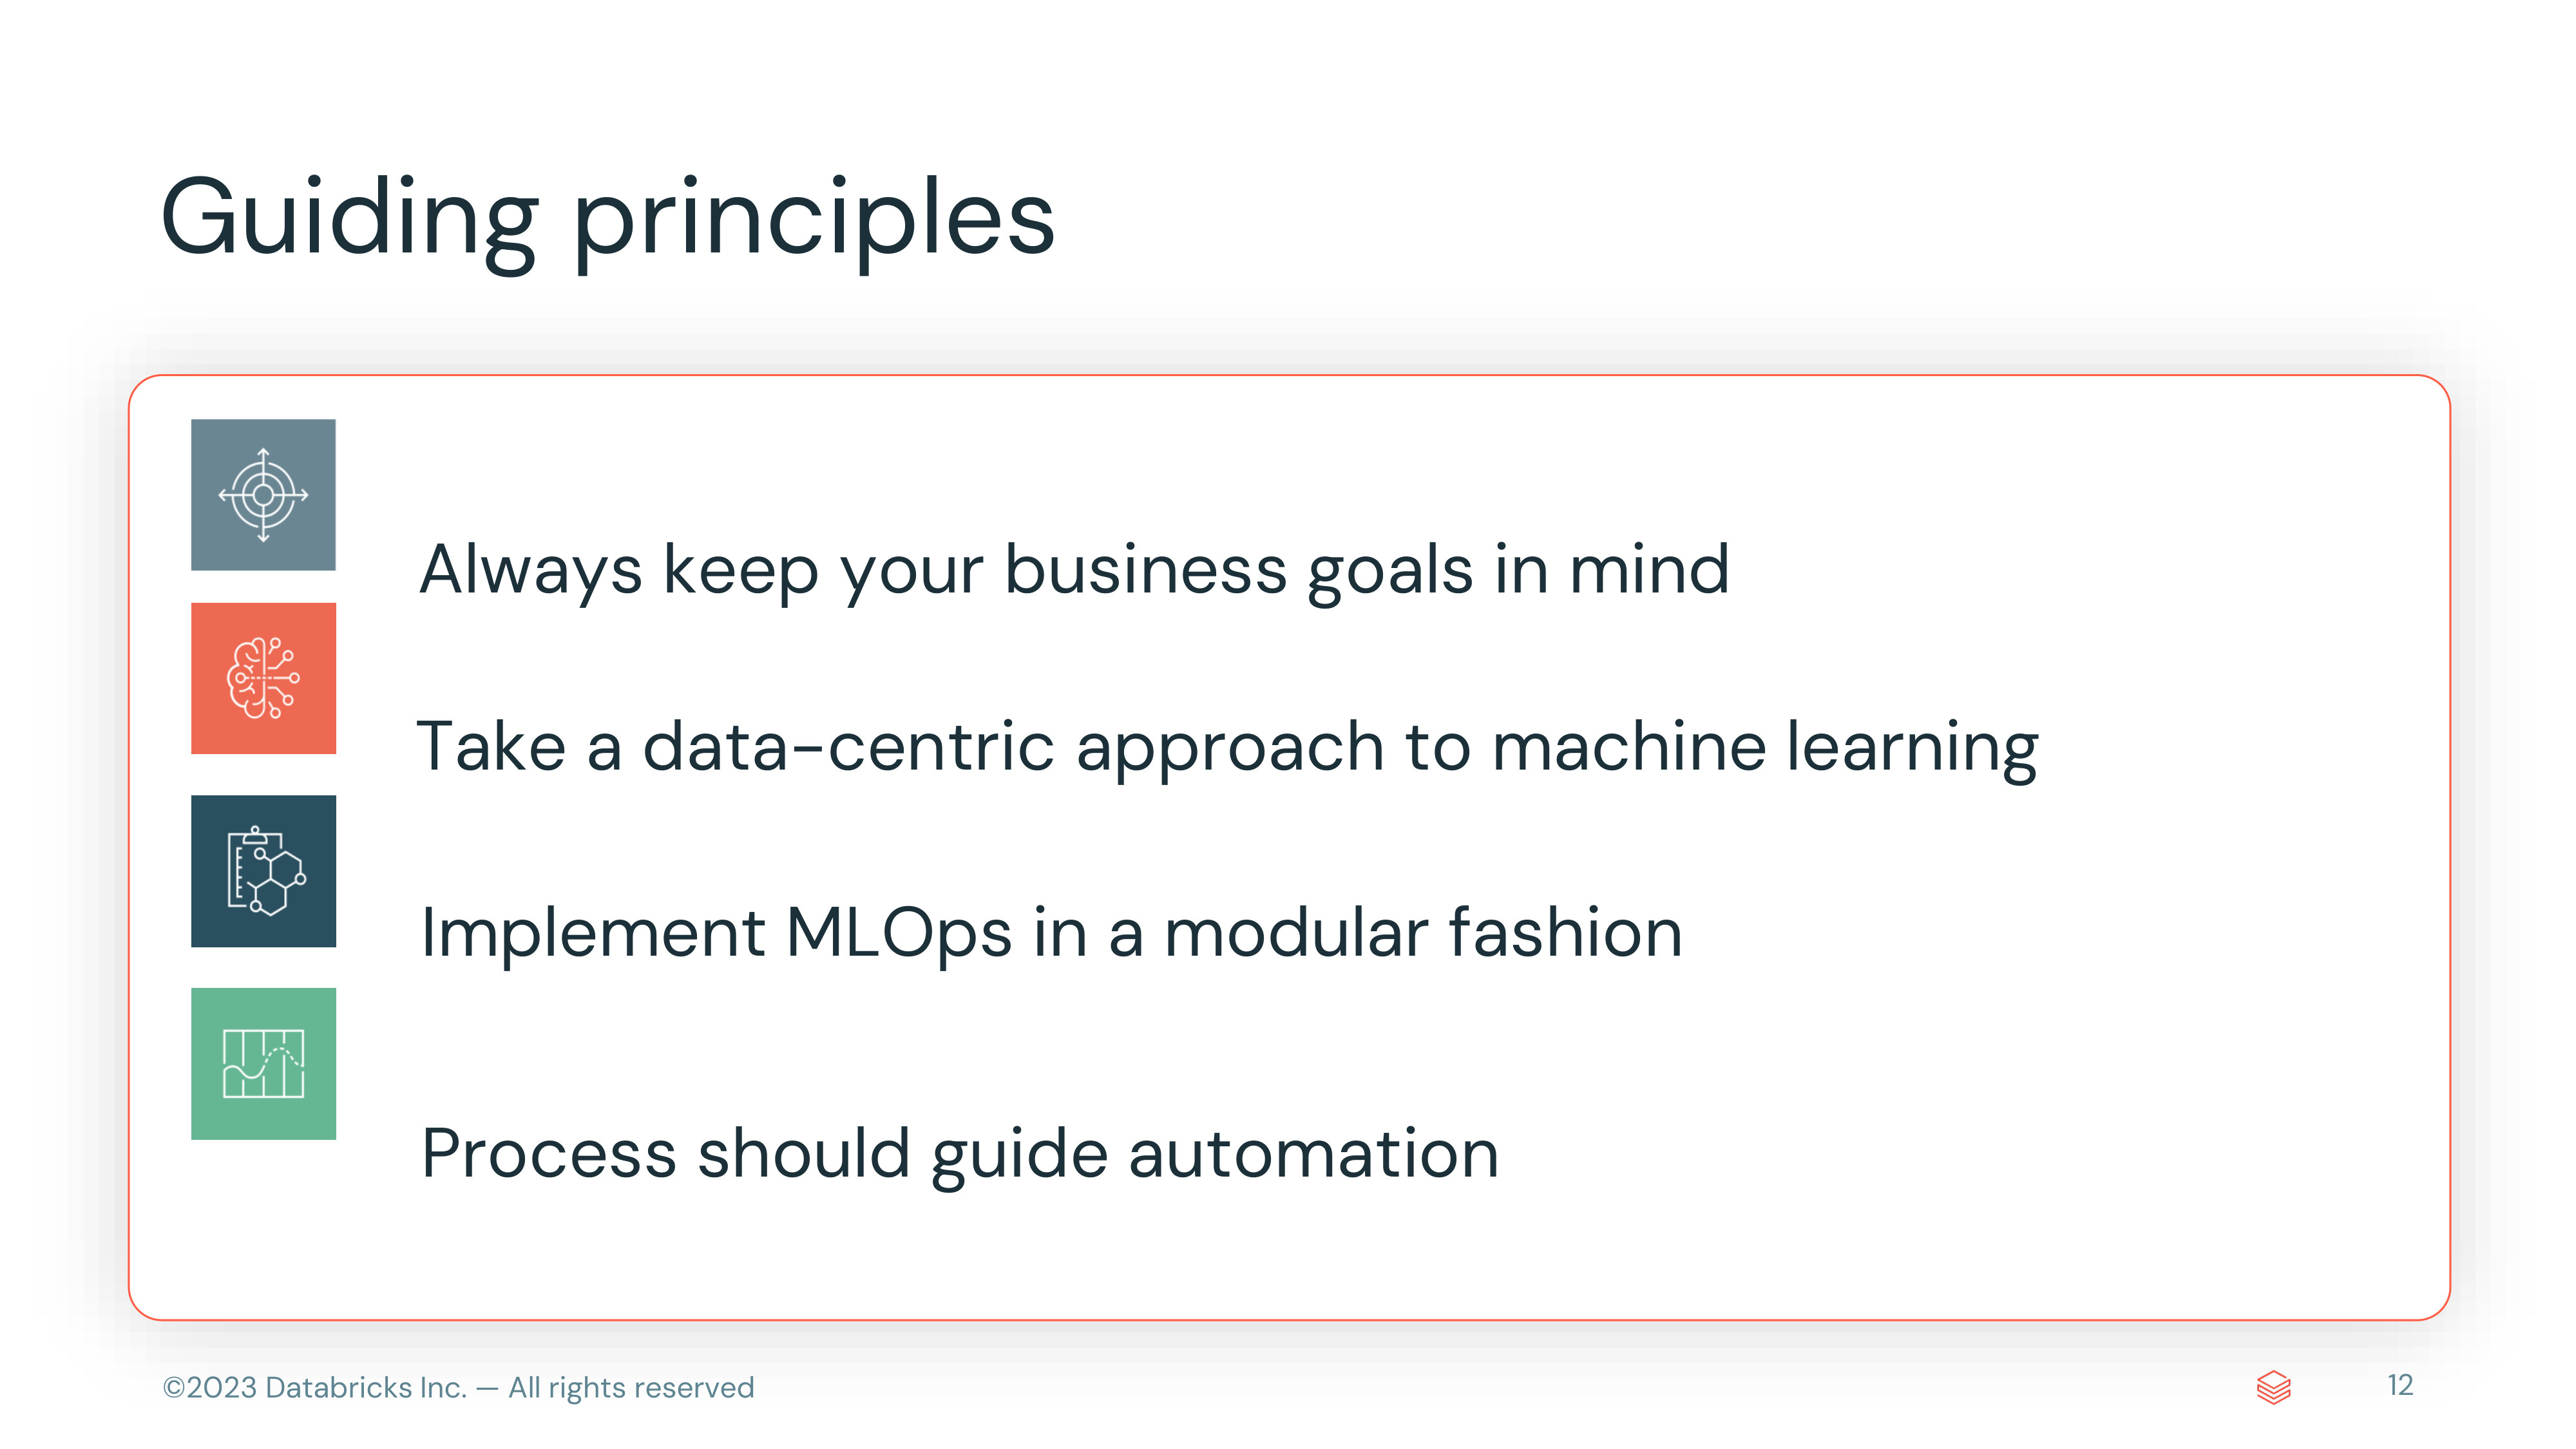 Guiding principles
Always keep your business goals in mind
Take a data-centric approach to machine learning
Implement MLOps in a modular fashion
Process should guide automation
©2023 Databricks Inc. — All rights reserved
12